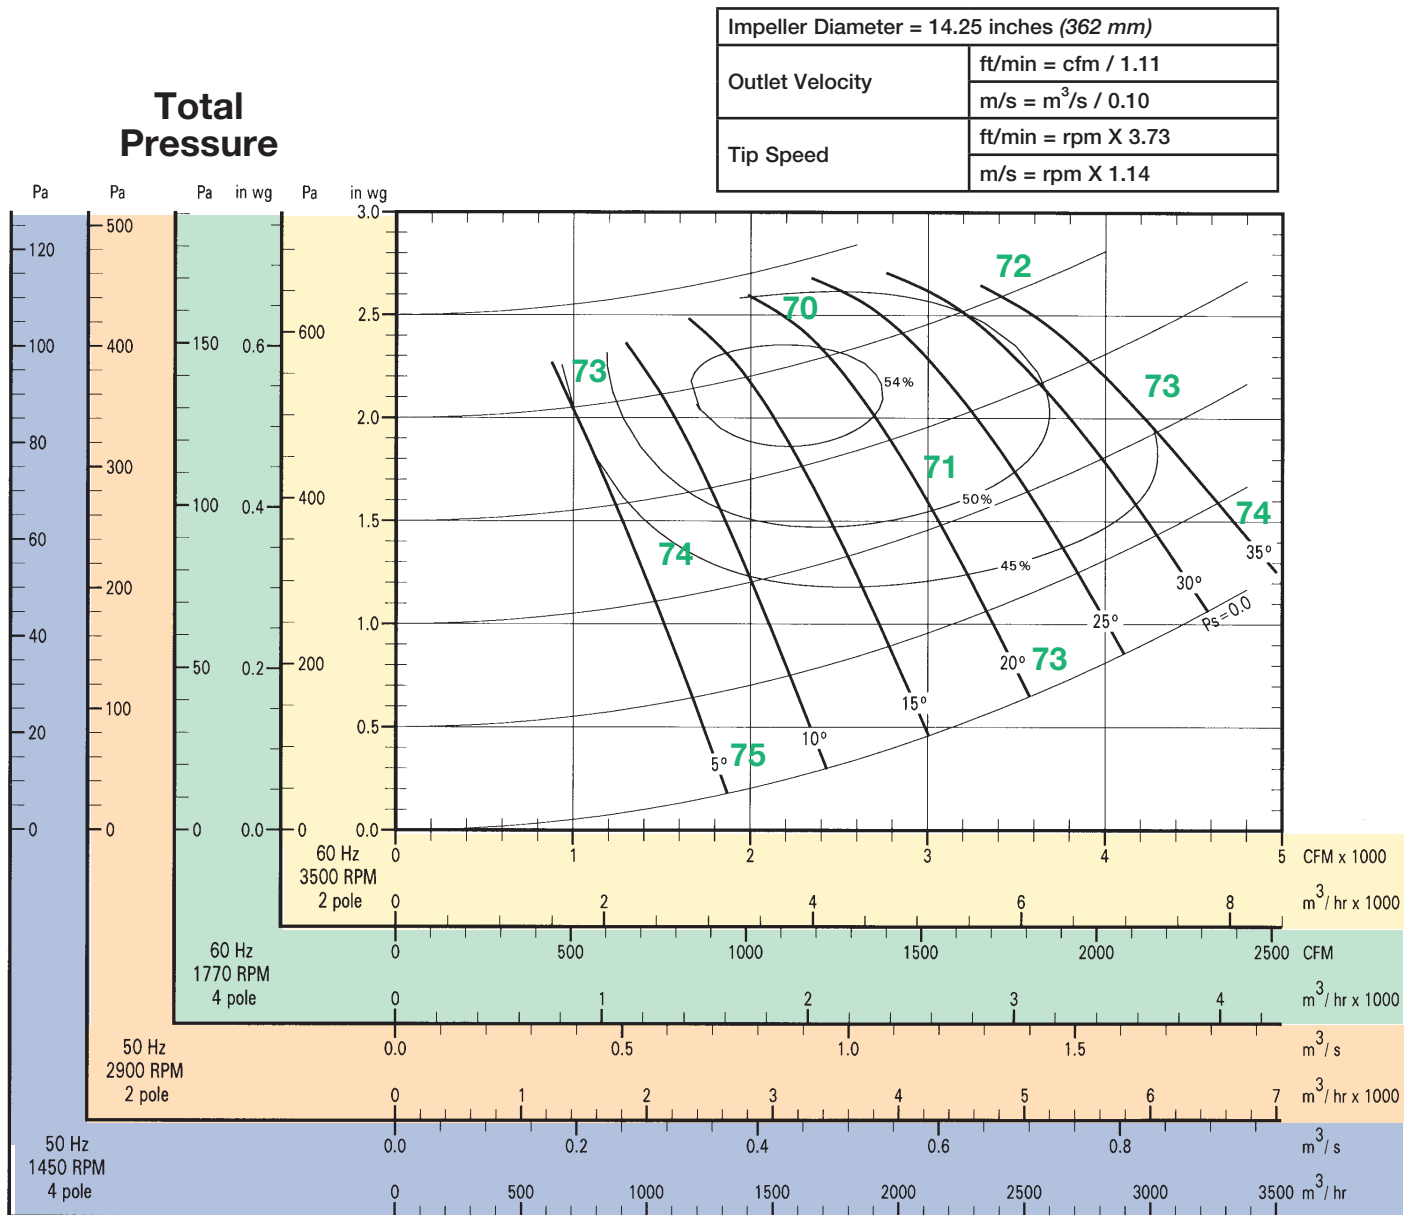 Impeller Diameter = 14.25 inches (362 mm)
Outlet Velocity
ft/min = cfm / 1.11
m/s = m³/s / 0.10
Tip Speed
ft/min = rpm X 3.73
m/s = rpm X 1.14
Total
Pressure
Pa Pa Pa in wg Pa in wg
120 100 80 60 40 20 0
500 400 300 200 100 0
150 100 50 0
0.6 0.4 0.2 0.0
600 400 200 0
3.0 2.5 2.0 1.5 1.0 0.5 0.0
72
70
73
54%
73
71
50%
74
74
45%
35º
30º
Ps=0.0
25º
20º 73
15º
10º
5º 75
60 Hz
3500 RPM
2 pole
0 1 2 3 4 5 CFM x 1000
0 2 4 6 8 m³/ hr x 1000
60 Hz
1770 RPM
4 pole
0 500 1000 1500 2000 2500 CFM
0 1 2 3 4 m³/ hr x 1000
50 Hz
2900 RPM
2 pole
0.0 0.5 1.0 1.5 m³/ s
0 1 2 3 4 5 6 7 m³/ hr x 1000
50 Hz
1450 RPM
4 pole
0.0 0.2 0.4 0.6 0.8 m³/ s
0 500 1000 1500 2000 2500 3000 3500 m³/ hr